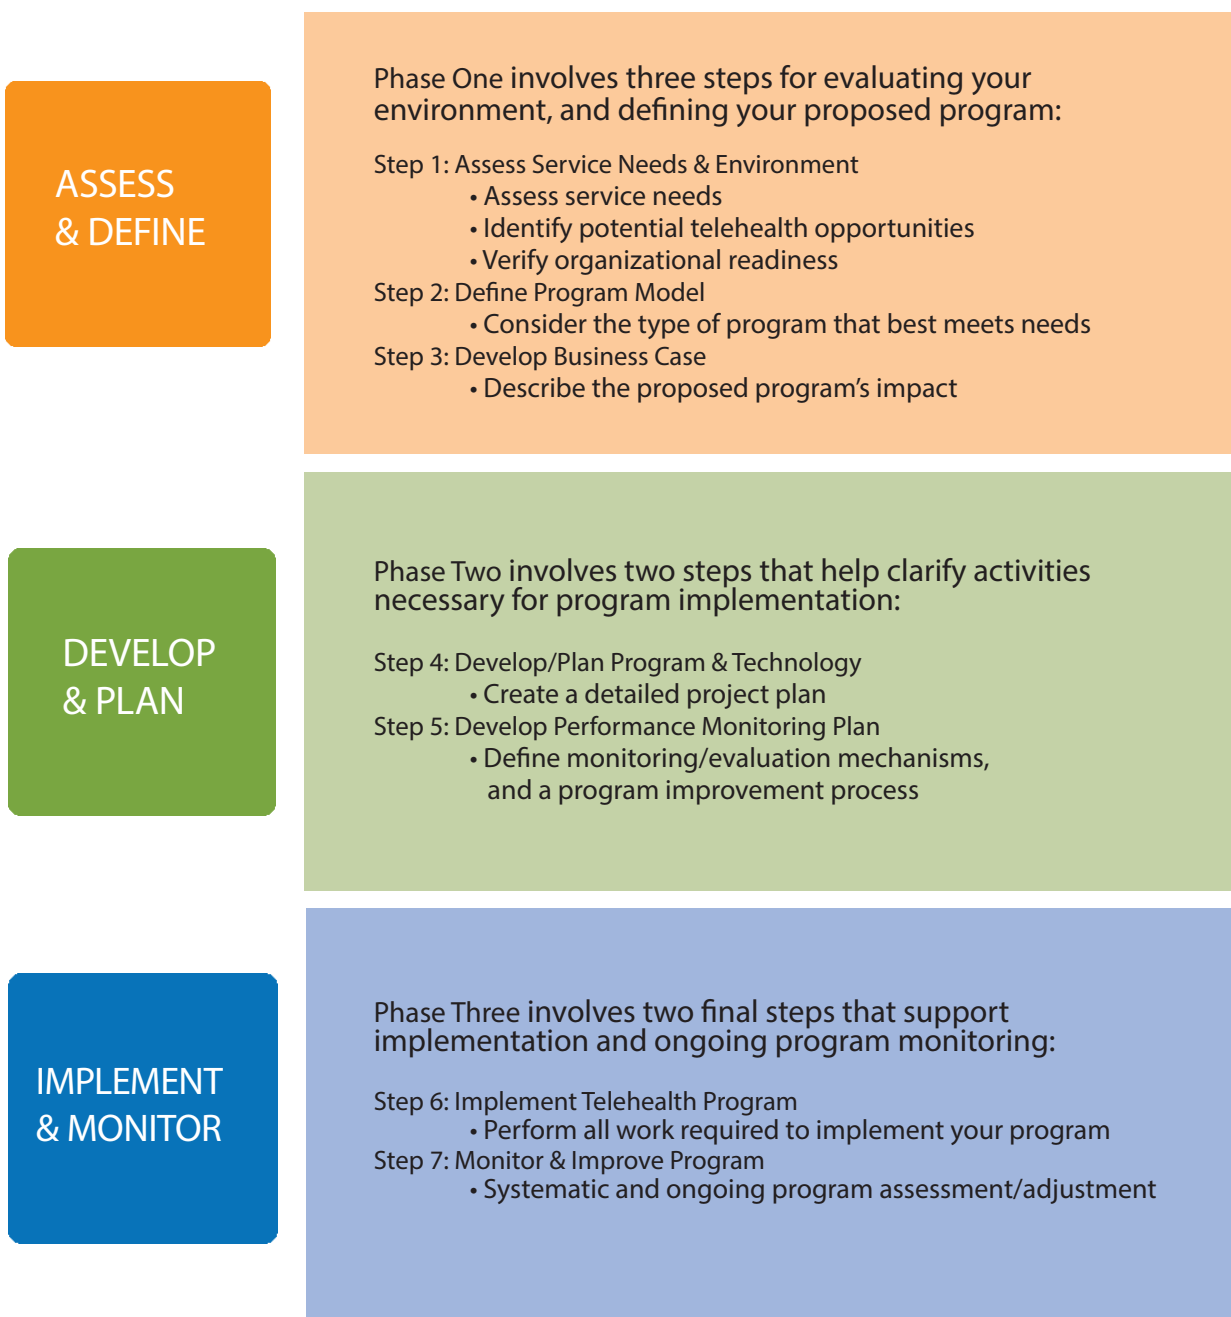 ASSESS
& DEFINE
Phase One involves three steps for evaluating your
environment, and defining your proposed program:
Step 1: Assess Service Needs & Environment
• Assess service needs
• Identify potential telehealth opportunities
• Verify organizational readiness
Step 2: Define Program Model
• Consider the type of program that best meets needs
Step 3: Develop Business Case
• Describe the proposed program's impact
DEVELOP
& PLAN
Phase Two involves two steps that help clarify activities
necessary for program implementation:
Step 4: Develop/Plan Program & Technology
• Create a detailed project plan
Step 5: Develop Performance Monitoring Plan
• Define monitoring/evaluation mechanisms,
and a program improvement process
IMPLEMENT
& MONITOR
Phase Three involves two final steps that support
implementation and ongoing program monitoring:
Step 6: Implement Telehealth Program
• Perform all work required to implement your program
Step 7: Monitor & Improve Program
• Systematic and ongoing program assessment/adjustment